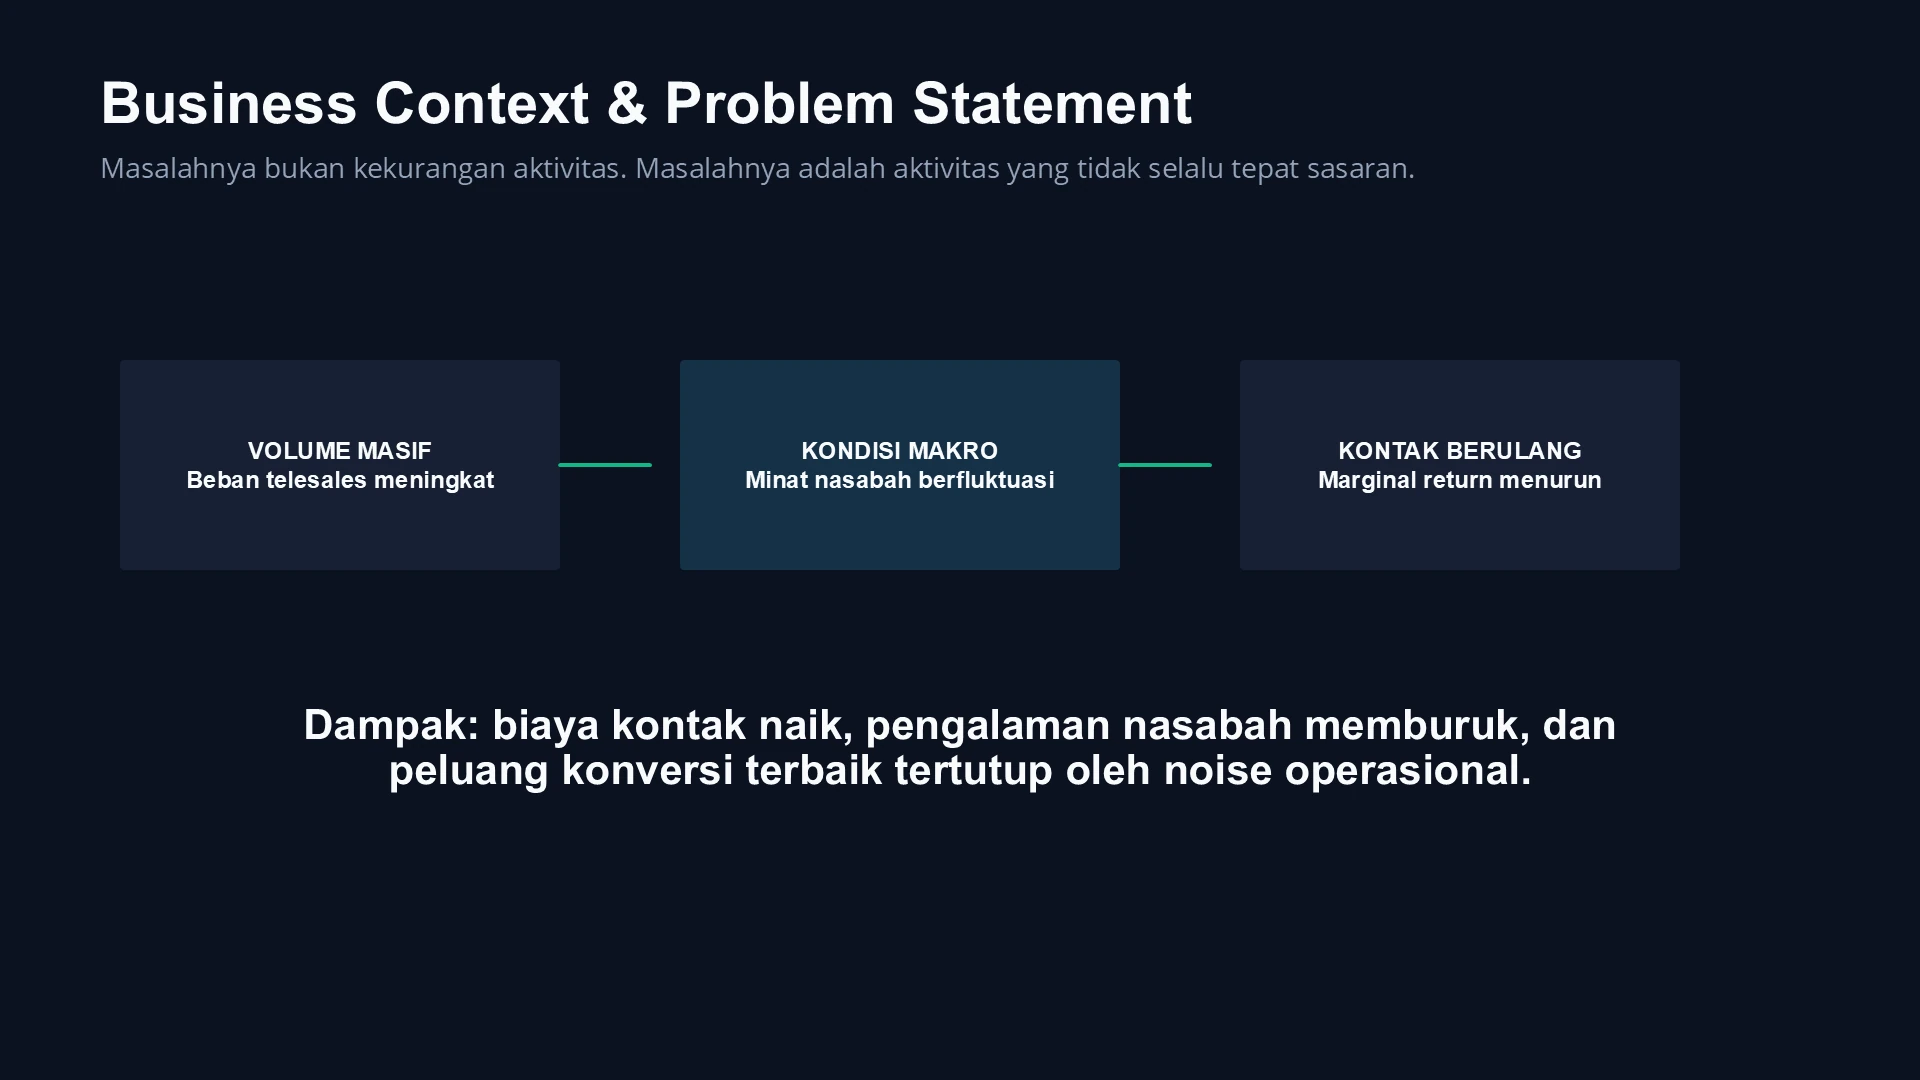 Business Context & Problem Statement
Masalahnya bukan kekurangan aktivitas. Masalahnya adalah aktivitas yang tidak selalu tepat sasaran.
VOLUME MASIF
Beban telesales meningkat
KONDISI MAKRO
Minat nasabah berfluktuasi
KONTAK BERULANG
Marginal return menurun
Dampak: biaya kontak naik, pengalaman nasabah memburuk, dan
peluang konversi terbaik tertutup oleh noise operasional.